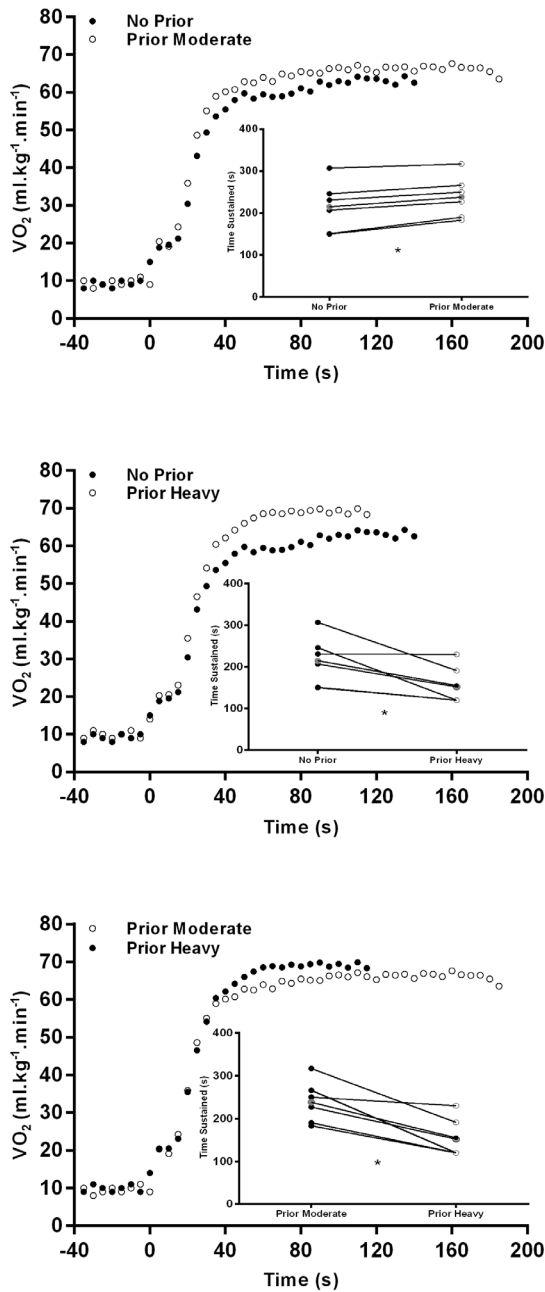 No Prior
Prior Moderate
VO₂ (ml.kg⁻¹.min⁻¹)
80
70
60
50
40
30
20
10
0
-40 0 40 80 120 160 200
Time (s)
Time Sustained (s)
400
300
200
100
0
*
No Prior Prior Moderate
No Prior
Prior Heavy
VO₂ (ml.kg⁻¹.min⁻¹)
80
70
60
50
40
30
20
10
0
-40 0 40 80 120 160 200
Time (s)
Time Sustained (s)
400
300
200
100
0
*
No Prior Prior Heavy
Prior Moderate
Prior Heavy
VO₂ (ml.kg⁻¹.min⁻¹)
80
70
60
50
40
30
20
10
0
-40 0 40 80 120 160 200
Time (s)
Time Sustained (s)
400
300
200
100
0
*
Prior Moderate Prior Heavy